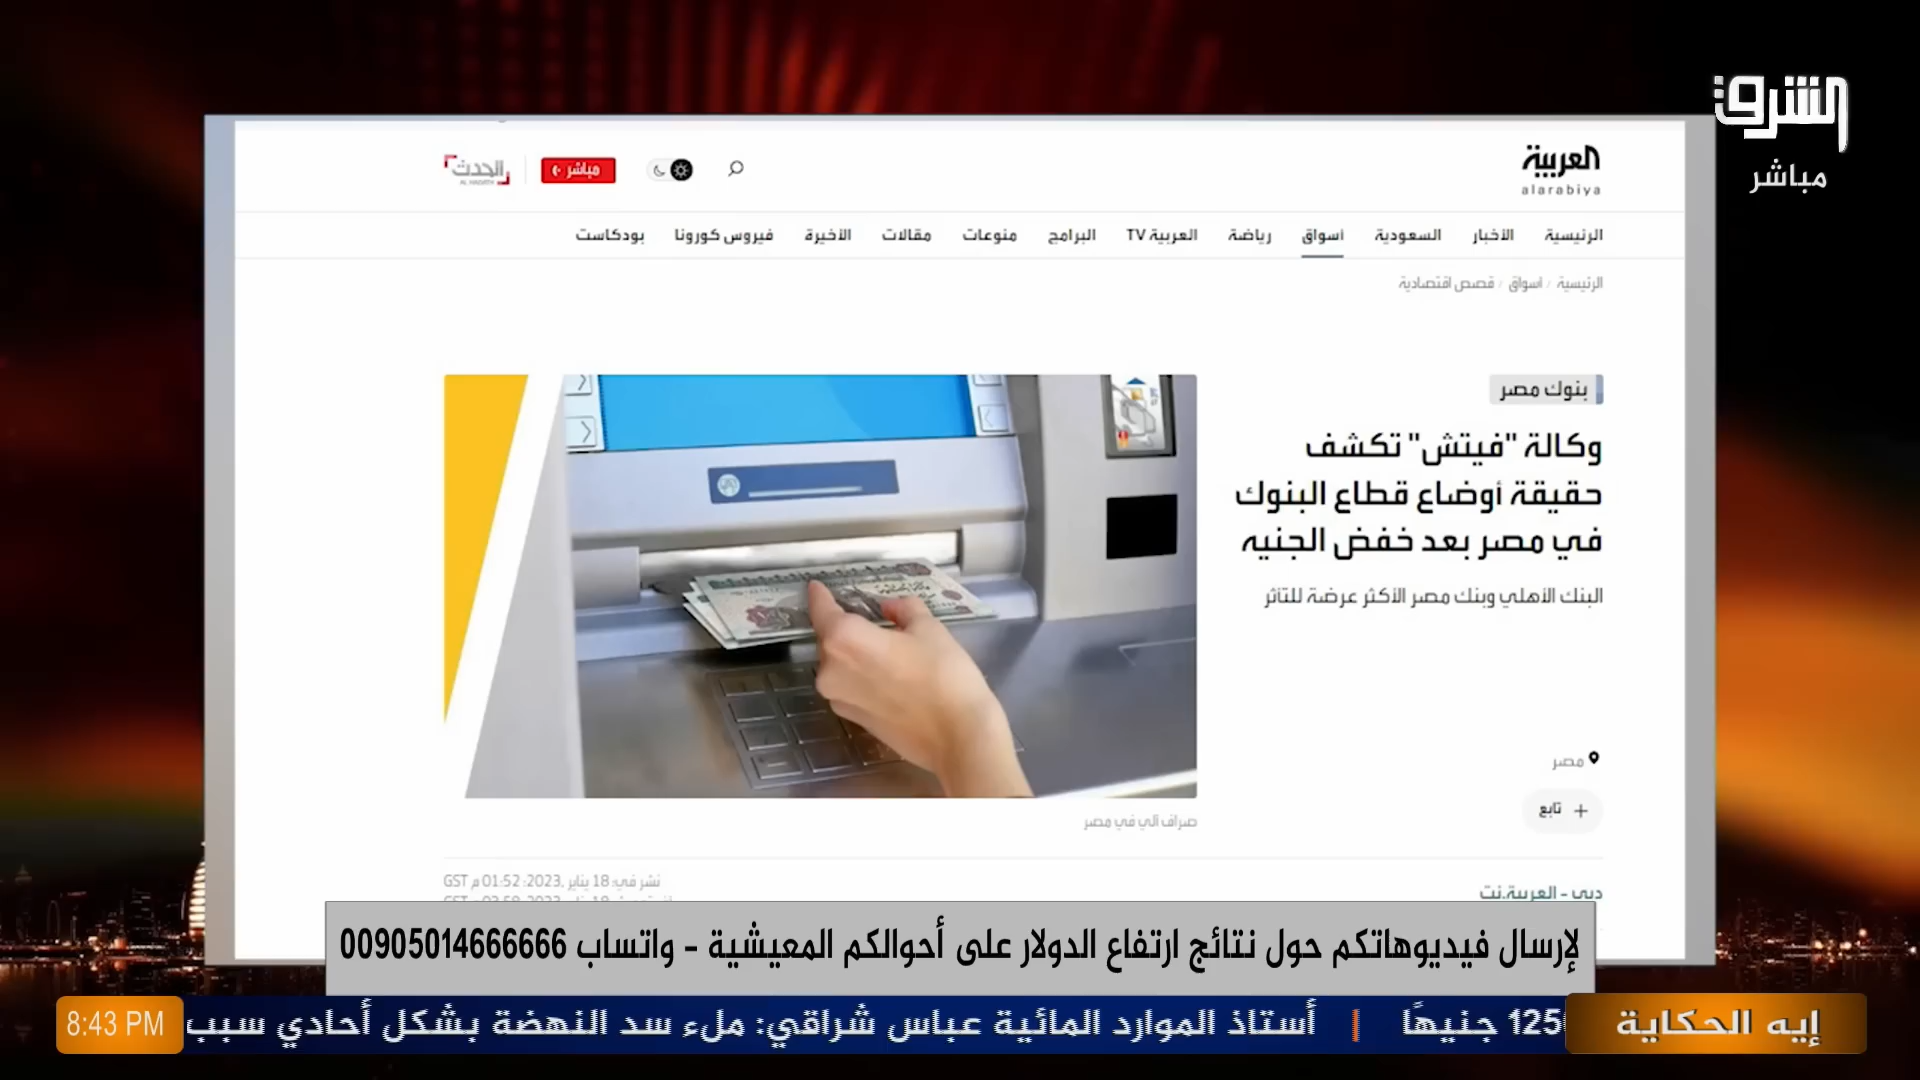 الشرق
مباشر
العربية
alarabiya
مباشر
الحدث
AL HADATH
الرئيسية الأخبار السعودية أسواق رياضة العربية TV البرامج منوعات مقالات الأخيرة فيروس كورونا بودكاست
الرئيسية / أسواق / قصص اقتصادية
بنوك مصر
وكالة "فيتش" تكشف
حقيقة أوضاع قطاع البنوك
في مصر بعد خفض الجنيه
البنك الأهلي وبنك مصر الأكثر عرضة للتأثر
مصر
+ تابع
صراف آلي في مصر
دبي - العربية.نت
نشر في: 18 يناير ,2023: 01:52 م GST
لإرسال فيديوهاتكم حول نتائج ارتفاع الدولار على أحوالكم المعيشية - واتساب 00905014666666
إيه الحكاية
125 جنيهًا | أستاذ الموارد المائية عباس شراقي: ملء سد النهضة بشكل أحادي سبب
8:43 PM